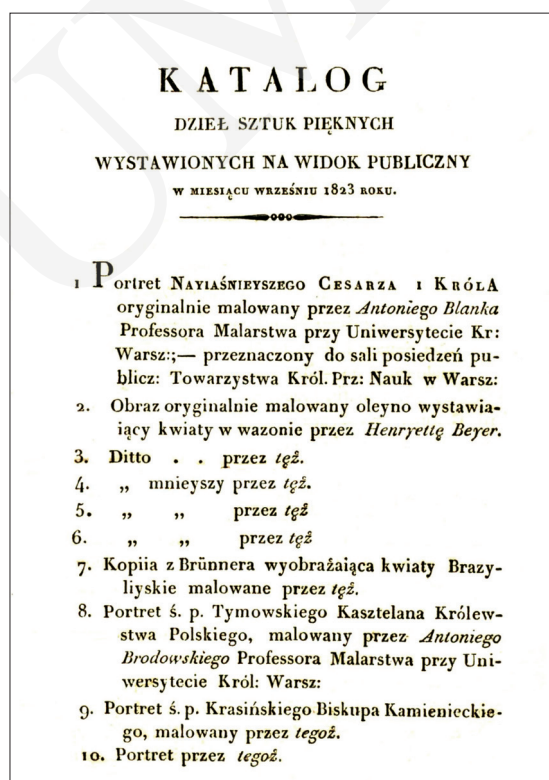 KATALOG
DZIEŁ SZTUK PIĘKNYCH
WYSTAWIONYCH NA WIDOK PUBLICZNY
W MIESIĄCU WRZEŚNIU 1823 ROKU.
1 Portret NAYIAŚNIEYSZEGO CESARZA I KRÓLA
oryginalnie malowany przez Antoniego Blanka
Professora Malarstwa przy Uniwersytecie Kr:
Warsz:;— przeznaczony do sali posiedzeń pu-
blicz: Towarzystwa Król. Prz: Nauk w Warsz:
2. Obraz oryginalnie malowany oleyno wystawia-
iący kwiaty w wazonie przez Henryettę Beyer.
3. Ditto . . przez tęż.
4. „ mnieyszy przez tęż.
5. „ „ przez tęż
6. „ „ przez tęż
7. Kopiia z Brünnera wyobraźaiąca kwiaty Brazy-
liyskie malowane przez tęż.
8. Portret ś. p. Tymowskiego Kasztelana Królew-
stwa Polskiego, malowany przez Antoniego
Brodowskiego Professora Malarstwa przy Uni-
wersytecie Król: Warsz:
9. Portret ś. p. Krasińskiego Biskupa Kamienieckie-
go, malowany przez tegoż.
10. Portret przez tegoż.